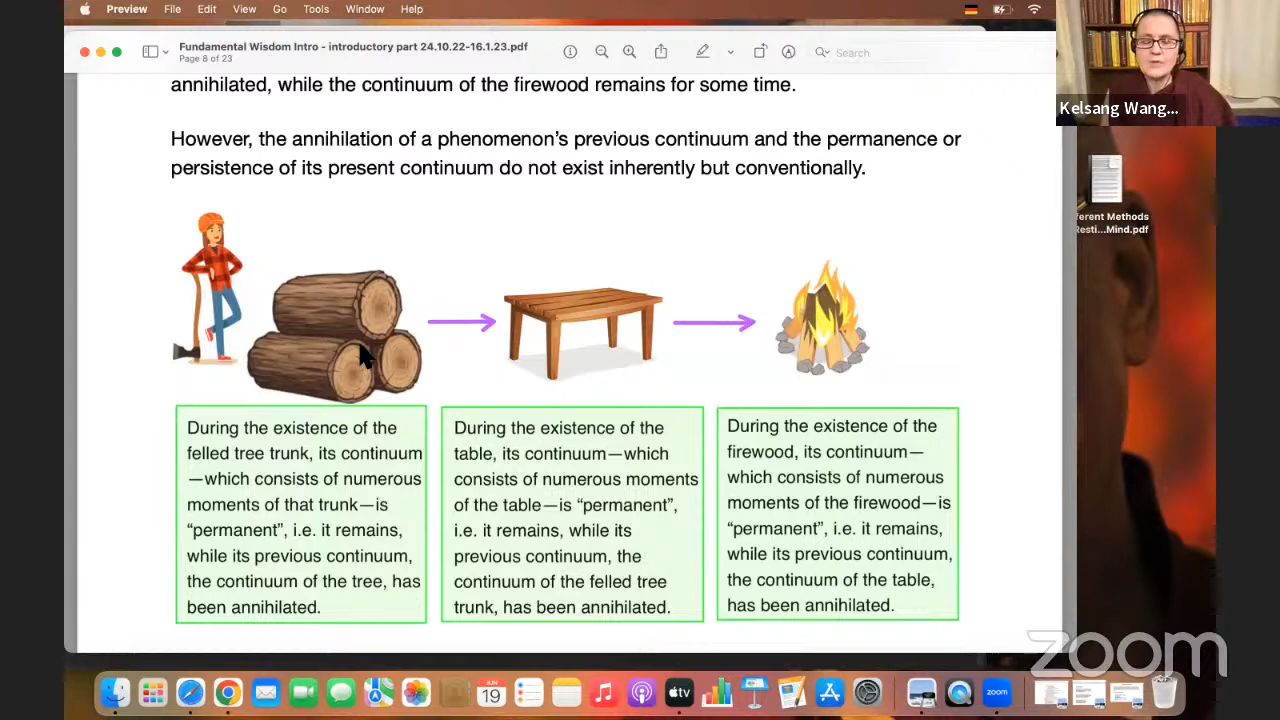 Preview File Edit View Go Tools Window Help
Fundamental Wisdom Intro - introductory part 24.10.22-16.1.23.pdf
Page 8 of 23
Search
annihilated, while the continuum of the firewood remains for some time.
However, the annihilation of a phenomenon's previous continuum and the permanence or
persistence of its present continuum do not exist inherently but conventionally.
During the existence of the
felled tree trunk, its continuum
—which consists of numerous
moments of that trunk—is
“permanent”, i.e. it remains,
while its previous continuum,
the continuum of the tree, has
been annihilated.
During the existence of the
table, its continuum—which
consists of numerous moments
of the table—is “permanent”,
i.e. it remains, while its
previous continuum, the
continuum of the felled tree
trunk, has been annihilated.
During the existence of the
firewood, its continuum—
which consists of numerous
moments of the firewood—is
“permanent”, i.e. it remains,
while its previous continuum,
the continuum of the table,
has been annihilated.
Kelsang Wang...
ferent Methods
Resti...Mind.pdf
JUN
19
tv
zoom
zoom